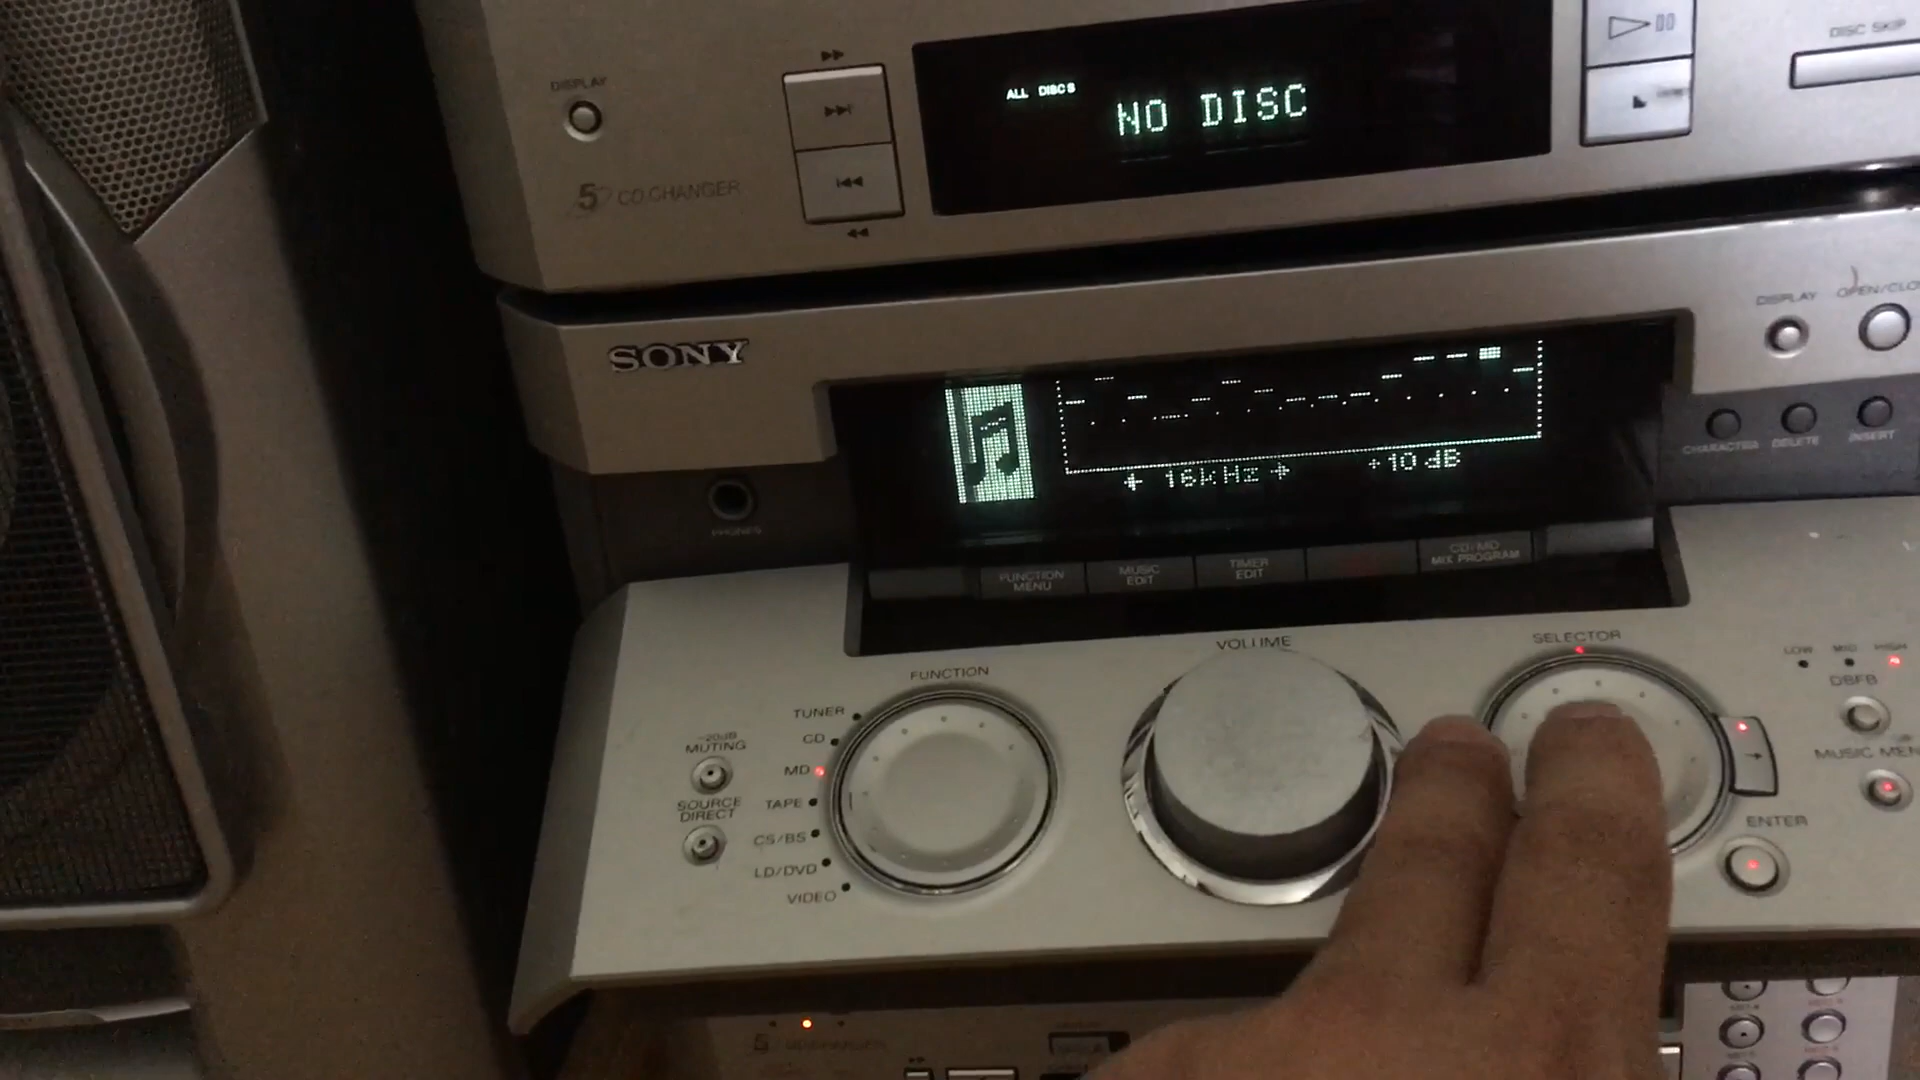 DISPLAY
5 CD CHANGER
ALL DISCS
NO DISC
DISC SKIP
SONY
DISPLAY
OPEN/CLO
16kHz
+10 dB
CHARACTER
DELETE
INSERT
PHONES
FUNCTION
MENU
MUSIC
EDIT
TIMER
EDIT
CD/MD
MIX PROGRAM
FUNCTION
VOLUME
SELECTOR
LOW
MID
HIGH
DBFB
TUNER
CD
MD
TAPE
CS/BS
LD/DVD
VIDEO
-20dB
MUTING
SOURCE
DIRECT
MUSIC MEN
ENTER